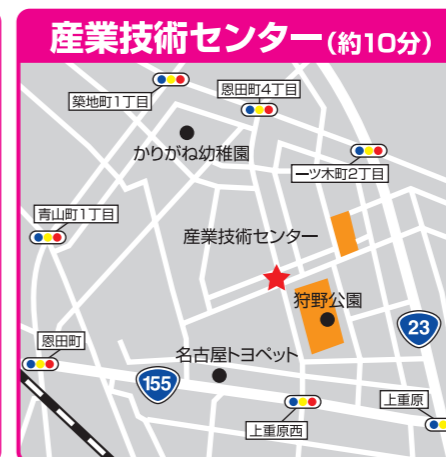 産業技術センター(約10分)
恩田町4丁目
築地町1丁目
かりがね幼稚園
一ツ木町2丁目
青山町1丁目
産業技術センター
狩野公園
23
恩田町
名古屋トヨペット
155
上重原
上重原西